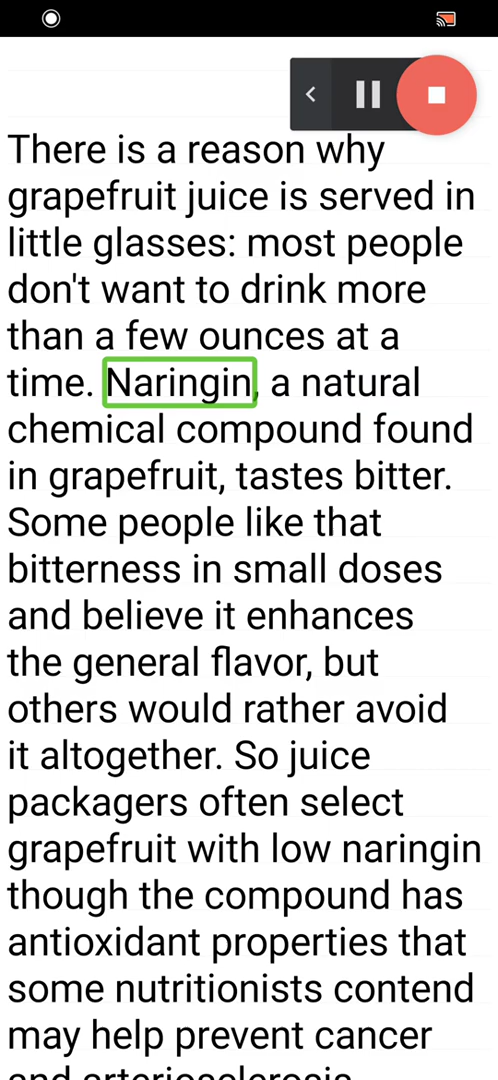 There is a reason why
grapefruit juice is served in
little glasses: most people
don't want to drink more
than a few ounces at a
time. Naringin, a natural
chemical compound found
in grapefruit, tastes bitter.
Some people like that
bitterness in small doses
and believe it enhances
the general flavor, but
others would rather avoid
it altogether. So juice
packagers often select
grapefruit with low naringin
though the compound has
antioxidant properties that
some nutritionists contend
may help prevent cancer
and arteriosclerosis.